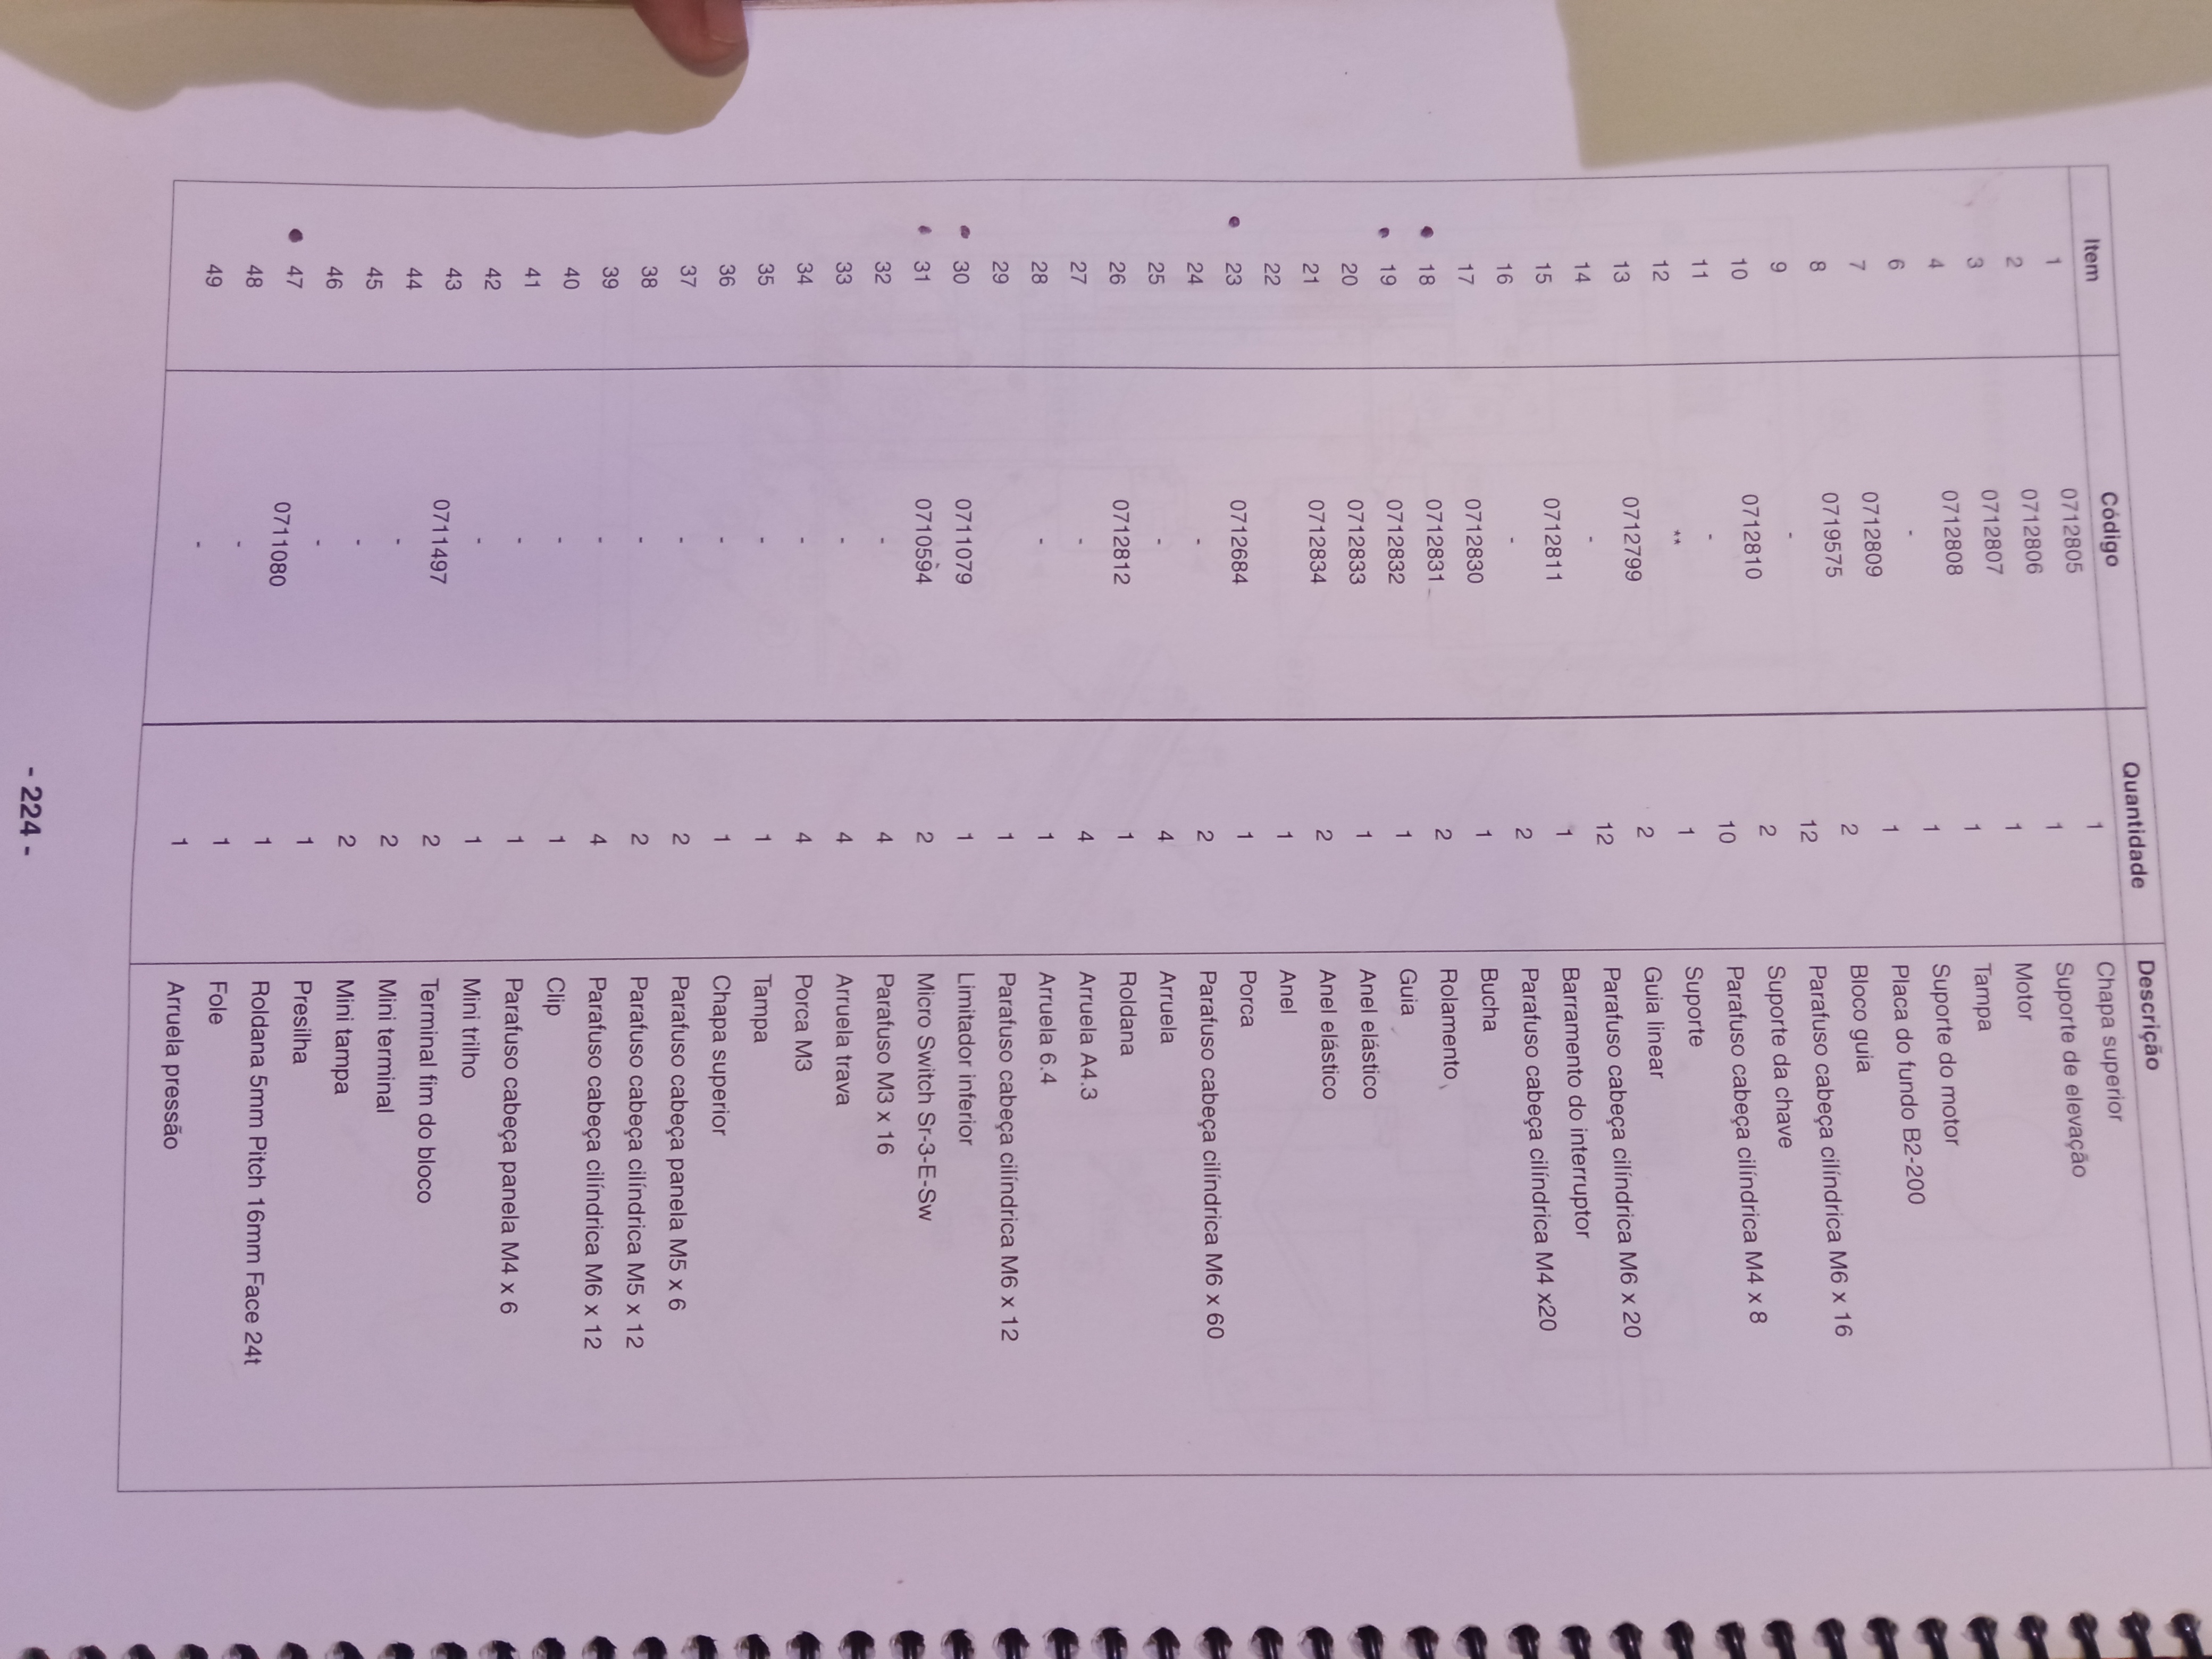 Item Código Quantidade Descrição
1 0712805 1 Chapa superior
2 0712806 1 Suporte de elevação
3 0712807 1 Motor
4 0712808 1 Tampa
6 - 1 Suporte do motor
7 0712809 1 Placa do fundo B2-200
8 0719575 2 Bloco guia
9 - 12 Parafuso cabeça cilíndrica M6 x 16
10 0712810 2 Suporte da chave
11 - 10 Parafuso cabeça cilíndrica M4 x 8
12 ** 1 Suporte
13 0712799 2 Guia linear
14 - 12 Parafuso cabeça cilíndrica M6 x 20
15 0712811 1 Barramento do interruptor
16 - 2 Parafuso cabeça cilíndrica M4 x20
17 0712830 1 Bucha
18 0712831 2 Rolamento
19 0712832 1 Guia
20 0712833 1 Anel elástico
21 0712834 2 Anel elástico
22 1 Anel
23 0712684 1 Porca
24 - 2 Parafuso cabeça cilíndrica M6 x 60
25 - 4 Arruela
26 0712812 1 Roldana
27 - 4 Arruela A4.3
28 - 1 Arruela 6.4
29 1 Parafuso cabeça cilíndrica M6 x 12
30 0711079 1 Limitador inferior
31 0710594 2 Micro Switch Sr-3-E-Sw
32 - 4 Parafuso M3 x 16
33 - 4 Arruela trava
34 - 4 Porca M3
35 - 1 Tampa
36 - 1 Chapa superior
37 - 2 Parafuso cabeça panela M5 x 6
38 - 2 Parafuso cabeça cilíndrica M5 x 12
39 - 4 Parafuso cabeça cilíndrica M6 x 12
40 - 1 Clip
41 - 1 Parafuso cabeça panela M4 x 6
42 - 1 Mini trilho
43 0711497 2 Terminal fim do bloco
44 - 2 Mini terminal
45 - 2 Mini tampa
46 - 1 Presilha
47 0711080 1 Roldana 5mm Pitch 16mm Face 24t
48 - 1 Fole
49 - 1 Arruela pressão
- 224 -